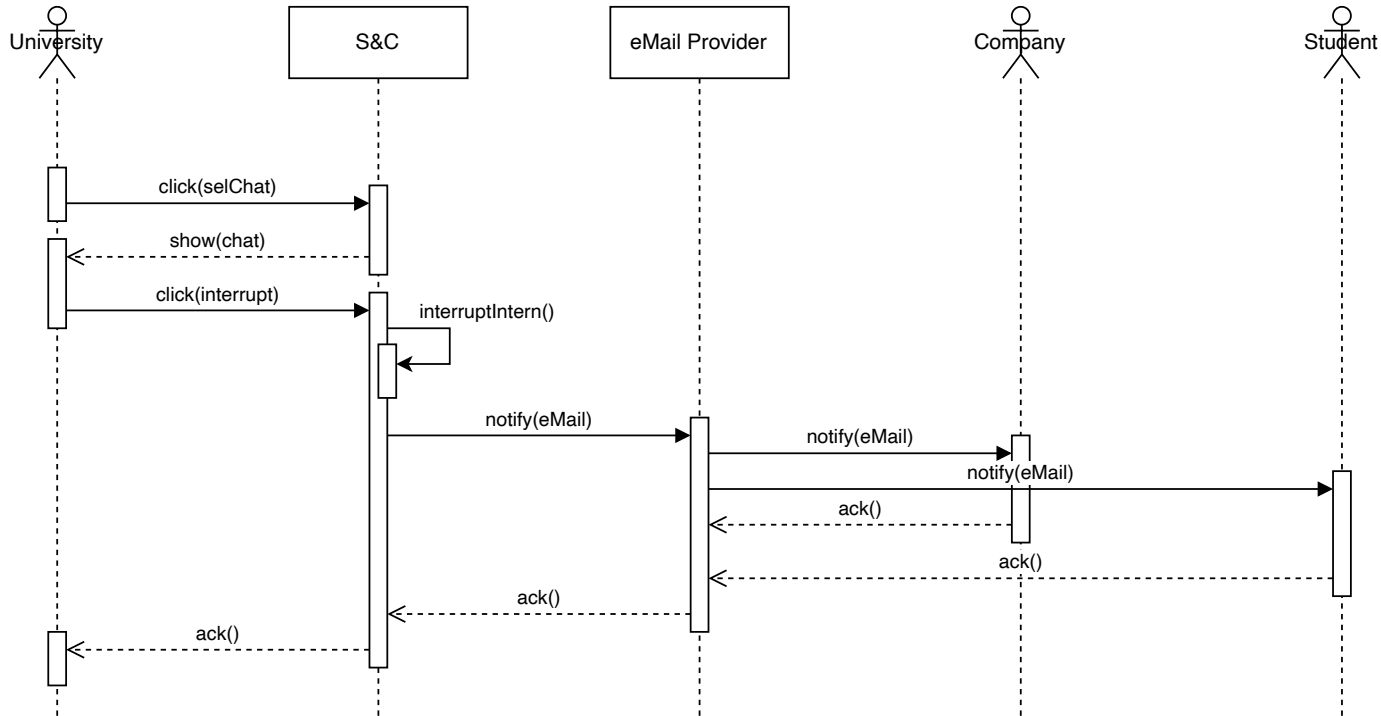 University
S&C
eMail Provider
Company
Student
click(selChat)
show(chat)
click(interrupt)
interruptIntern()
notify(eMail)
notify(eMail)
notify(eMail)
ack()
ack()
ack()
ack()